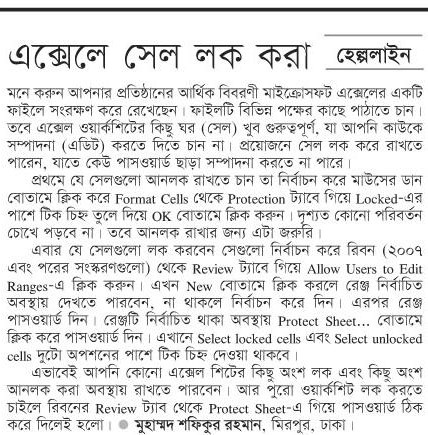 এক্সেলে সেল লক করা
হেল্পলাইন
মনে করুন আপনার প্রতিষ্ঠানের আর্থিক বিবরণী মাইক্রোসফট এক্সেলের একটি
ফাইলে সংরক্ষণ করে রেখেছেন। ফাইলটি বিভিন্ন পক্ষের কাছে পাঠাতে চান।
তবে এক্সেল ওয়ার্কশিটের কিছু ঘর (সেল) খুব গুরুত্বপূর্ণ, যা আপনি কাউকে
সম্পাদনা (এডিট) করতে দিতে চান না। প্রয়োজনে সেল লক করে রাখতে
পারেন, যাতে কেউ পাসওয়ার্ড ছাড়া সম্পাদনা করতে না পারে।
প্রথমে যে সেলগুলো আনলক রাখতে চান তা নির্বাচন করে মাউসের ডান
বোতামে ক্লিক করে Format Cells থেকে Protection ট্যাবে গিয়ে Locked-এর
পাশে টিক চিহ্ন তুলে দিয়ে OK বোতামে ক্লিক করুন। দৃশ্যত কোনো পরিবর্তন
চোখে পড়বে না। তবে আনলক রাখার জন্য এটা জরুরি।
এবার যে সেলগুলো লক করবেন সেগুলো নির্বাচন করে রিবন (২০০৭
এবং পরের সংস্করণগুলো) থেকে Review ট্যাবে গিয়ে Allow Users to Edit
Ranges-এ ক্লিক করুন। এখন New বোতামে ক্লিক করলে রেঞ্জ নির্বাচিত
অবস্থায় দেখতে পারবেন, না থাকলে নির্বাচন করে দিন। এরপর রেঞ্জ
পাসওয়ার্ড দিন। রেঞ্জটি নির্বাচিত থাকা অবস্থায় Protect Sheet... বোতামে
ক্লিক করে পাসওয়ার্ড দিন। এখানে Select locked cells এবং Select unlocked
cells দুটো অপশনের পাশে টিক চিহ্ন দেওয়া থাকবে।
এভাবেই আপনি কোনো এক্সেল শিটের কিছু অংশ লক এবং কিছু অংশ
আনলক করা অবস্থায় রাখতে পারবেন। আর পুরো ওয়ার্কশিট লক করতে
চাইলে রিবনের Review ট্যাব থেকে Protect Sheet-এ গিয়ে পাসওয়ার্ড ঠিক
করে দিলেই হলো। ● মুহাম্মদ শফিকুর রহমান, মিরপুর, ঢাকা।